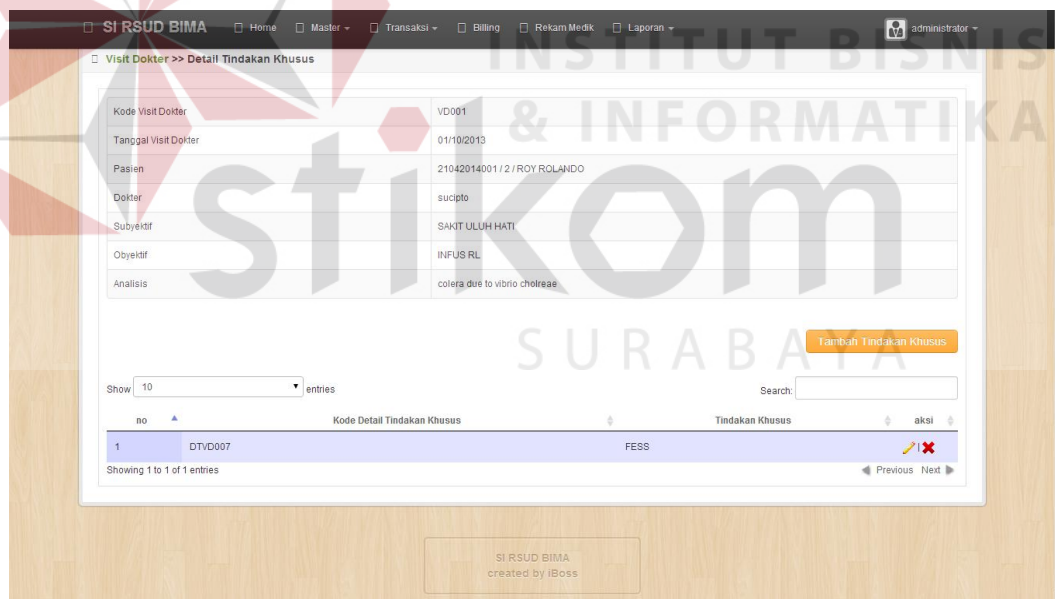 SI RSUD BIMA Home Master Transaksi Billing Rekam Medik Laporan administrator
INSTITUT BISNIS
Visit Dokter >> Detail Tindakan Khusus
& INFORMATIKA
Kode Visit Dokter VD001
Tanggal Visit Dokter 01/10/2013
Pasien 21042014001 / 2 / ROY ROLANDO
stikom
Dokter sucipto
Subyektif SAKIT ULUH HATI
Obyektif INFUS RL
Analisis colera due to vibrio cholreae
SURABAYA
Tambah Tindakan Khusus
Show 10 entries Search:
no Kode Detail Tindakan Khusus Tindakan Khusus aksi
1 DTVD007 FESS |
Showing 1 to 1 of 1 entries Previous Next
SI RSUD BIMA
created by iBoss